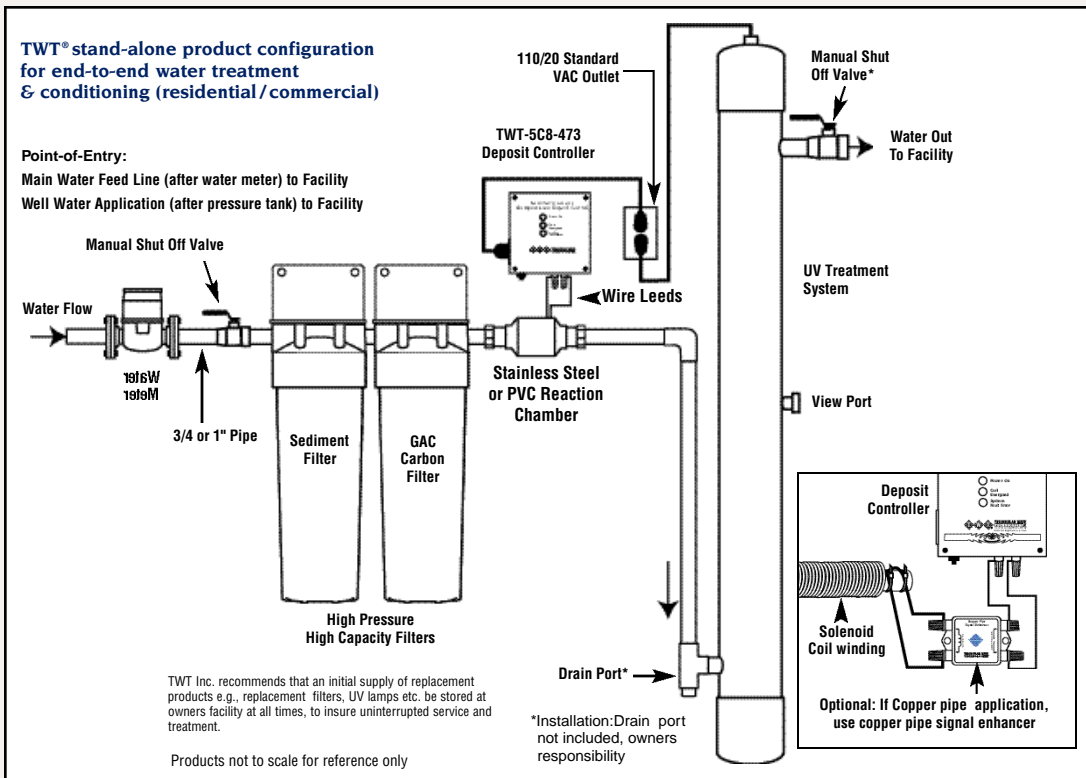 TWT® stand-alone product configuration
for end-to-end water treatment
& conditioning (residential/commercial)
Point-of-Entry:
Main Water Feed Line (after water meter) to Facility
Well Water Application (after pressure tank) to Facility
Manual Shut Off Valve
Water Flow
Water
Meter
3/4 or 1" Pipe
Sediment
Filter
GAC
Carbon
Filter
High Pressure
High Capacity Filters
TWT-5C8-473
Deposit Controller
110/20 Standard
VAC Outlet
Wire Leeds
Stainless Steel
or PVC Reaction
Chamber
Manual Shut
Off Valve*
Water Out
To Facility
UV Treatment
System
View Port
Drain Port*
*Installation:Drain port
not included, owners
responsibility
TWT Inc. recommends that an initial supply of replacement
products e.g., replacement filters, UV lamps etc. be stored at
owners facility at all times, to insure uninterrupted service and
treatment.
Products not to scale for reference only
Deposit
Controller
Power On
Coil
Energized
System
Solenoid
Coil winding
Optional: If Copper pipe application,
use copper pipe signal enhancer